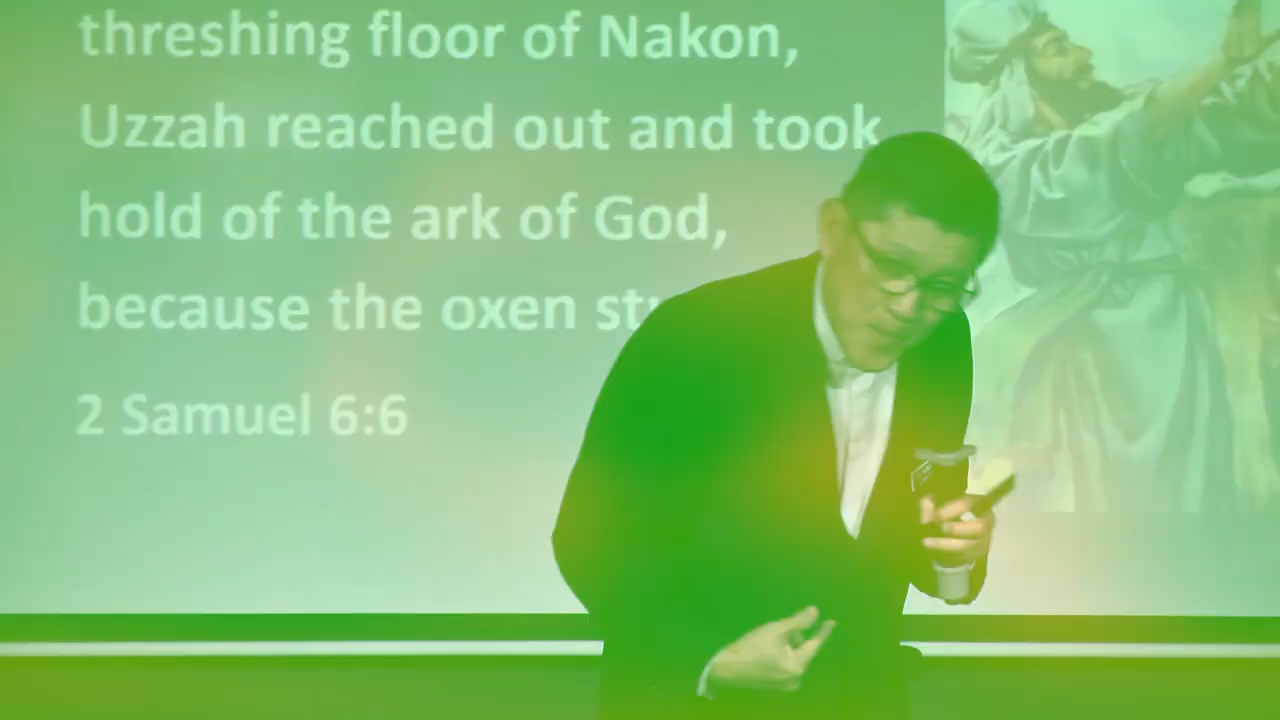 threshing floor of Nakon,
Uzzah reached out and took
hold of the ark of God,
because the oxen
2 Samuel 6:6